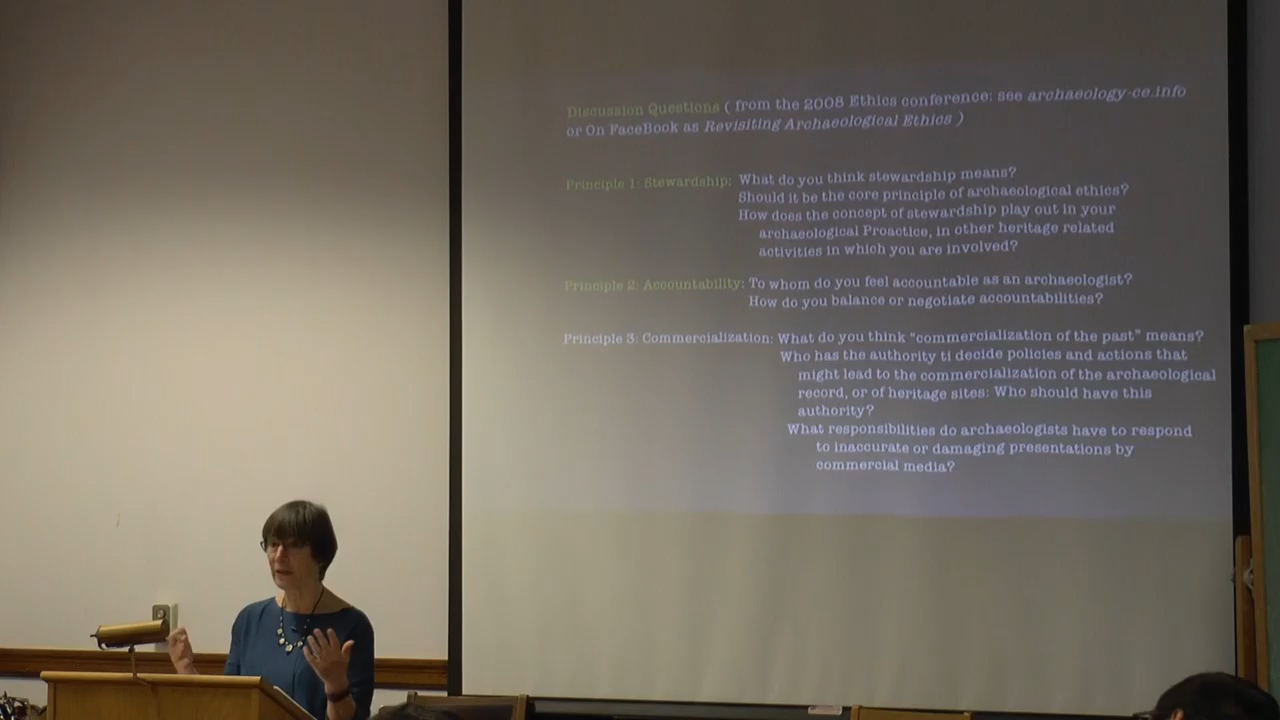 Discussion Questions ( from the 2008 Ethics conference: see archaeology-ce.info
or On FaceBook as Revisiting Archaeological Ethics )
Principle 1: Stewardship: What do you think stewardship means?
Should it be the core principle of archaeological ethics?
How does the concept of stewardship play out in your
archaeological Proactice, in other heritage related
activities in which you are involved?
Principle 2: Accountability: To whom do you feel accountable as an archaeologist?
How do you balance or negotiate accountabilities?
Principle 3: Commercialization: What do you think "commercialization of the past" means?
Who has the authority ti decide policies and actions that
might lead to the commercialization of the archaeological
record, or of heritage sites: Who should have this
authority?
What responsibilities do archaeologists have to respond
to inaccurate or damaging presentations by
commercial media?